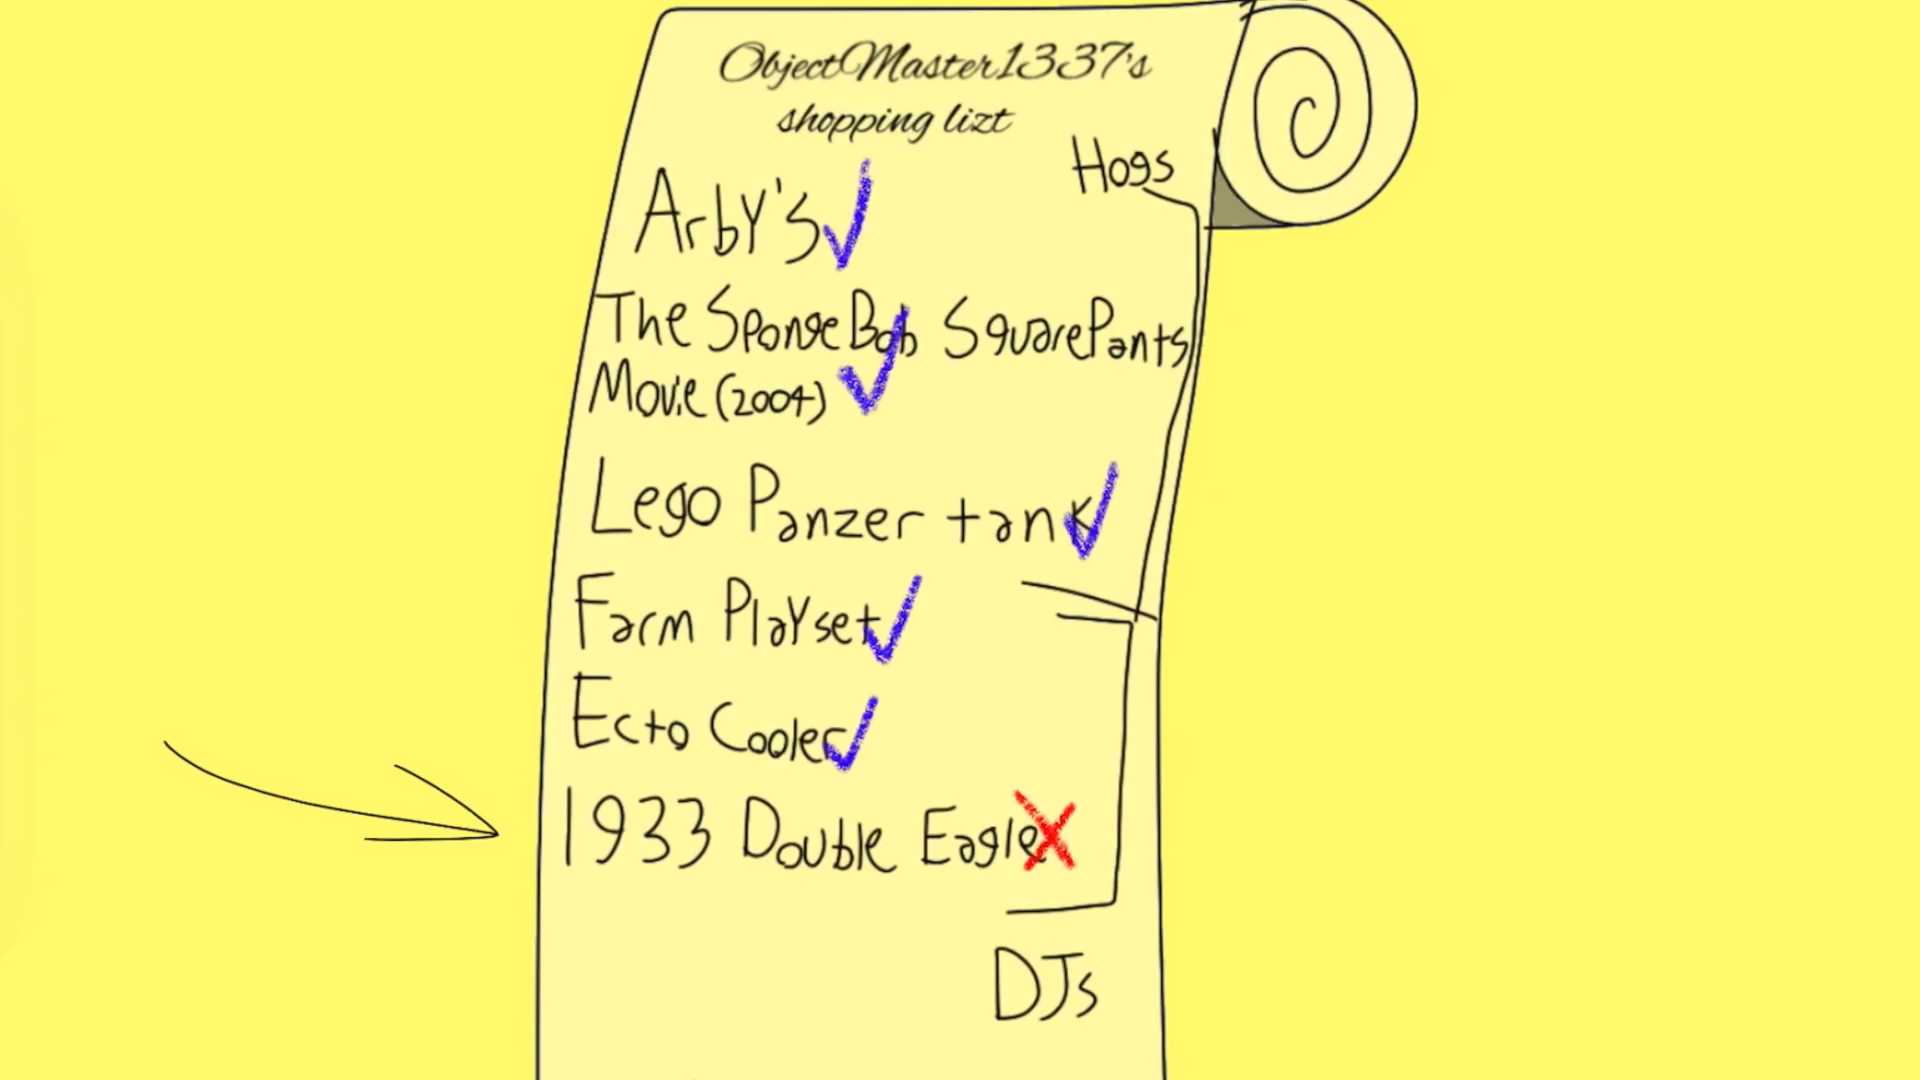 ObjectMaster1337's
shopping lizt
Hogs
Arby's
The SpongeBob SquarePants
Movie (2004)
Lego Panzer tank
Farm Playset
Ecto Cooler
1933 Double Eagle
DJs